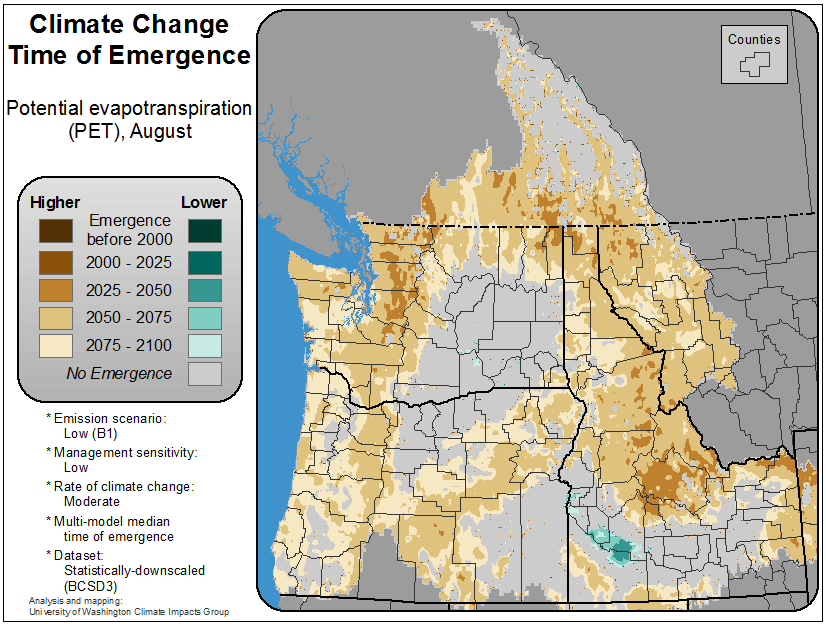 Climate Change
Time of Emergence
Potential evapotranspiration
(PET), August
Higher Lower
Emergence
before 2000
2000 - 2025
2025 - 2050
2050 - 2075
2075 - 2100
No Emergence
* Emission scenario:
Low (B1)
* Management sensitivity:
Low
* Rate of climate change:
Moderate
* Multi-model median
time of emergence
* Dataset:
Statistically-downscaled
(BCSD3)
Analysis and mapping:
University of Washington Climate Impacts Group
Counties